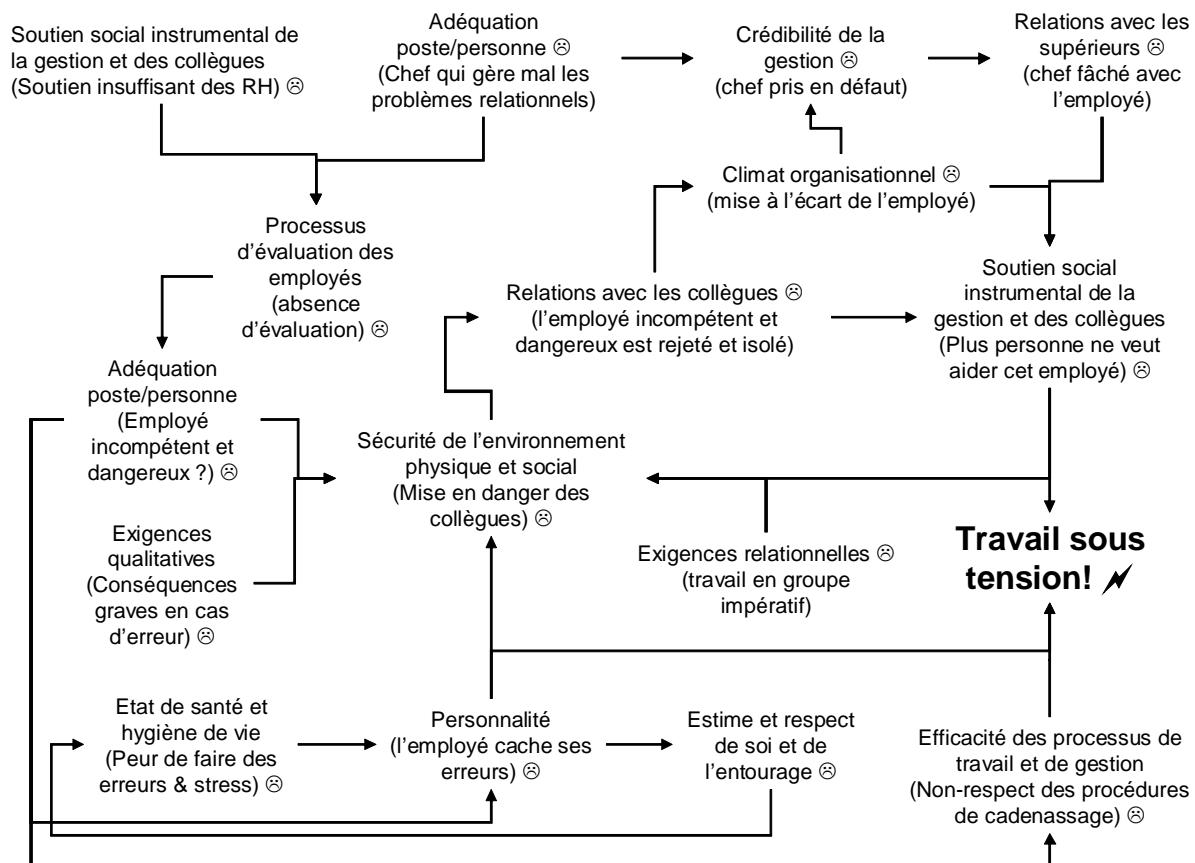 Soutien social instrumental de
la gestion et des collègues
(Soutien insuffisant des RH) ☹
Adéquation
poste/personne ☹
(Chef qui gère mal les
problèmes relationnels)
Crédibilité de la
gestion ☹
(chef pris en défaut)
Relations avec les
supérieurs ☹
(chef fâché avec
l'employé)
Climat organisationnel ☹
(mise à l'écart de l'employé)
Processus
d'évaluation des
employés
(absence
d'évaluation) ☹
Relations avec les collègues ☹
(l'employé incompétent et
dangereux est rejeté et isolé)
Soutien social
instrumental de la
gestion et des collègues
(Plus personne ne veut
aider cet employé) ☹
Adéquation
poste/personne
(Employé
incompétent et
dangereux ?) ☹
Sécurité de l'environnement
physique et social
(Mise en danger des
collègues) ☹
Exigences
qualitatives
(Conséquences
graves en cas
d'erreur) ☹
Exigences relationnelles ☹
(travail en groupe
impératif)
Travail sous
tension!
Etat de santé et
hygiène de vie
(Peur de faire des
erreurs & stress) ☹
Personnalité
(l'employé cache ses
erreurs) ☹
Estime et respect
de soi et de
l'entourage ☹
Efficacité des processus de
travail et de gestion
(Non-respect des procédures
de cadenassage) ☹